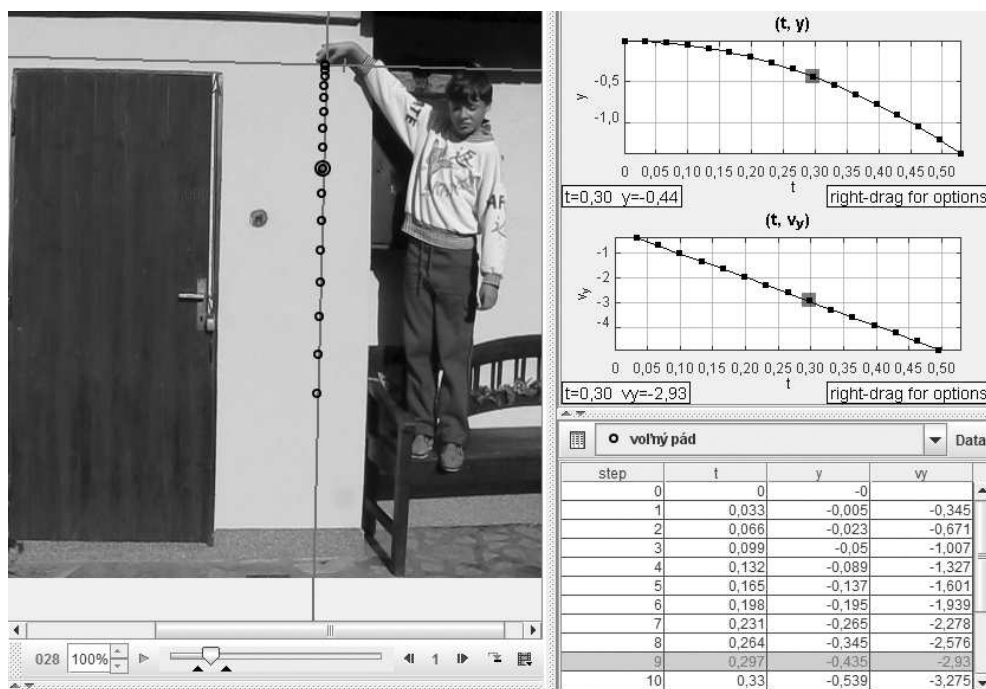 (t, y)
y
-0,5
-1,0
0 0,05 0,10 0,15 0,20 0,25 0,30 0,35 0,40 0,45 0,50
t
t=0,30 y=-0,44 right-drag for options
(t, vy)
vy
-1
-2
-3
-4
0 0,05 0,10 0,15 0,20 0,25 0,30 0,35 0,40 0,45 0,50
t
t=0,30 vy=-2,93 right-drag for options
voľný pád Data
step t y vy
0 0 -0
1 0,033 -0,005 -0,345
2 0,066 -0,023 -0,671
3 0,099 -0,05 -1,007
4 0,132 -0,089 -1,327
5 0,165 -0,137 -1,601
6 0,198 -0,195 -1,939
7 0,231 -0,265 -2,278
8 0,264 -0,345 -2,576
9 0,297 -0,435 -2,93
10 0,33 -0,539 -3,275
028 100% 1